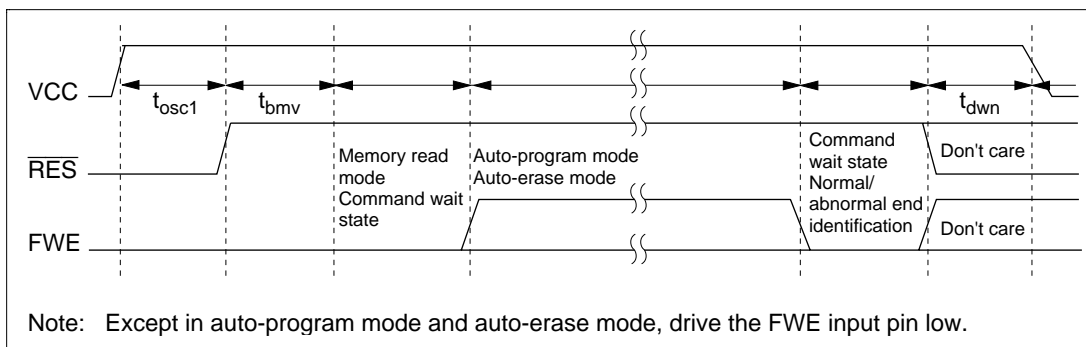 VCC
t_osc1
t_bmv
t_dwn
RES
Memory read
mode
Command wait
state
Auto-program mode
Auto-erase mode
Command
wait state
Normal/
abnormal end
identification
Don't care
FWE
Don't care
Note: Except in auto-program mode and auto-erase mode, drive the FWE input pin low.